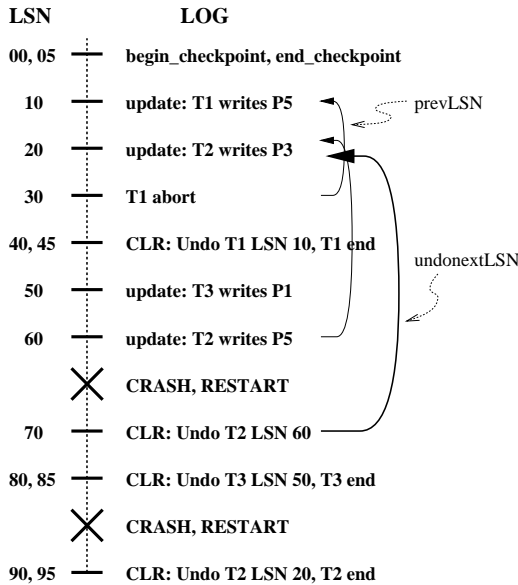 LSN LOG
00, 05 begin_checkpoint, end_checkpoint
10 update: T1 writes P5 prevLSN
20 update: T2 writes P3
30 T1 abort
40, 45 CLR: Undo T1 LSN 10, T1 end
undonextLSN
50 update: T3 writes P1
60 update: T2 writes P5
CRASH, RESTART
70 CLR: Undo T2 LSN 60
80, 85 CLR: Undo T3 LSN 50, T3 end
CRASH, RESTART
90, 95 CLR: Undo T2 LSN 20, T2 end